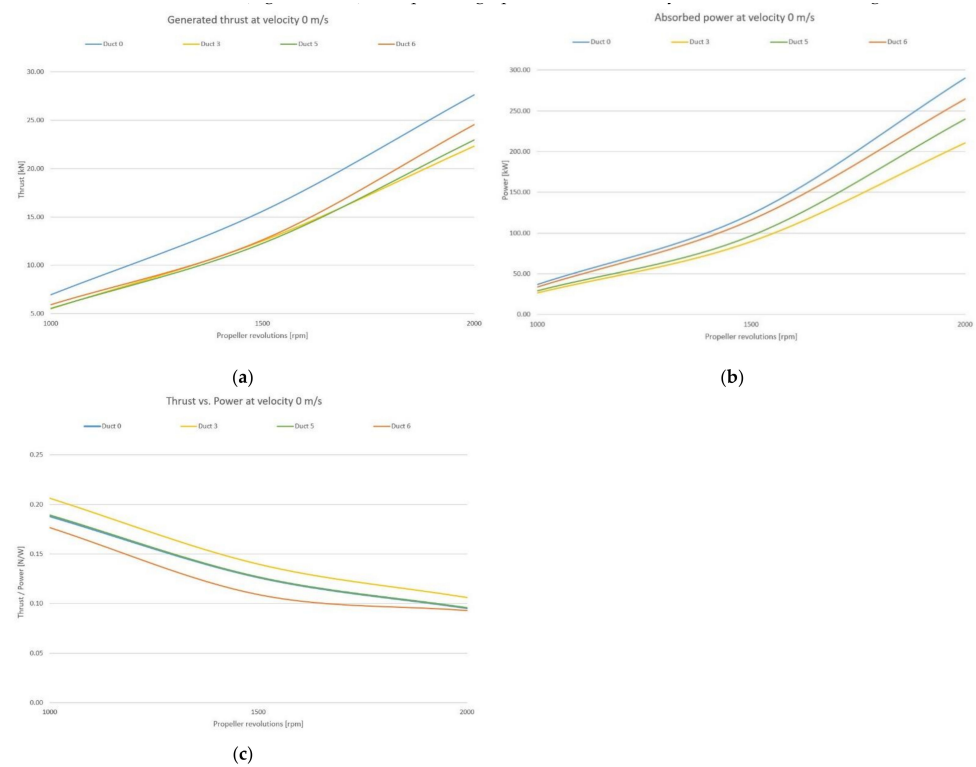 Generated thrust at velocity 0 m/s
Duct 0 Duct 3 Duct 5 Duct 6
30.00
25.00
20.00
15.00
10.00
5.00
Thrust [kN]
1000 1500 2000
Propeller revolutions [rpm]
(a)
Absorbed power at velocity 0 m/s
Duct 0 Duct 3 Duct 5 Duct 6
300.00
250.00
200.00
150.00
100.00
50.00
0.00
Power [kW]
1000 1500 2000
Propeller revolutions [rpm]
(b)
Thrust vs. Power at velocity 0 m/s
Duct 0 Duct 3 Duct 5 Duct 6
0.25
0.20
0.15
0.10
0.05
0.00
Thrust / Power [N/W]
1000 1500 2000
Propeller revolutions [rpm]
(c)